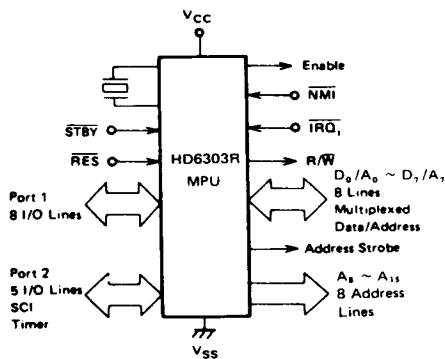 VCC
Enable
NMI
STBY
IRQ1
RES
HD6303R
MPU
R/W
Port 1
8 I/O Lines
D0/A0 ~ D7/A7
8 Lines
Multiplexed
Data/Address
Address Strobe
Port 2
5 I/O Lines
SCI
Timer
A8 ~ A15
8 Address
Lines
VSS